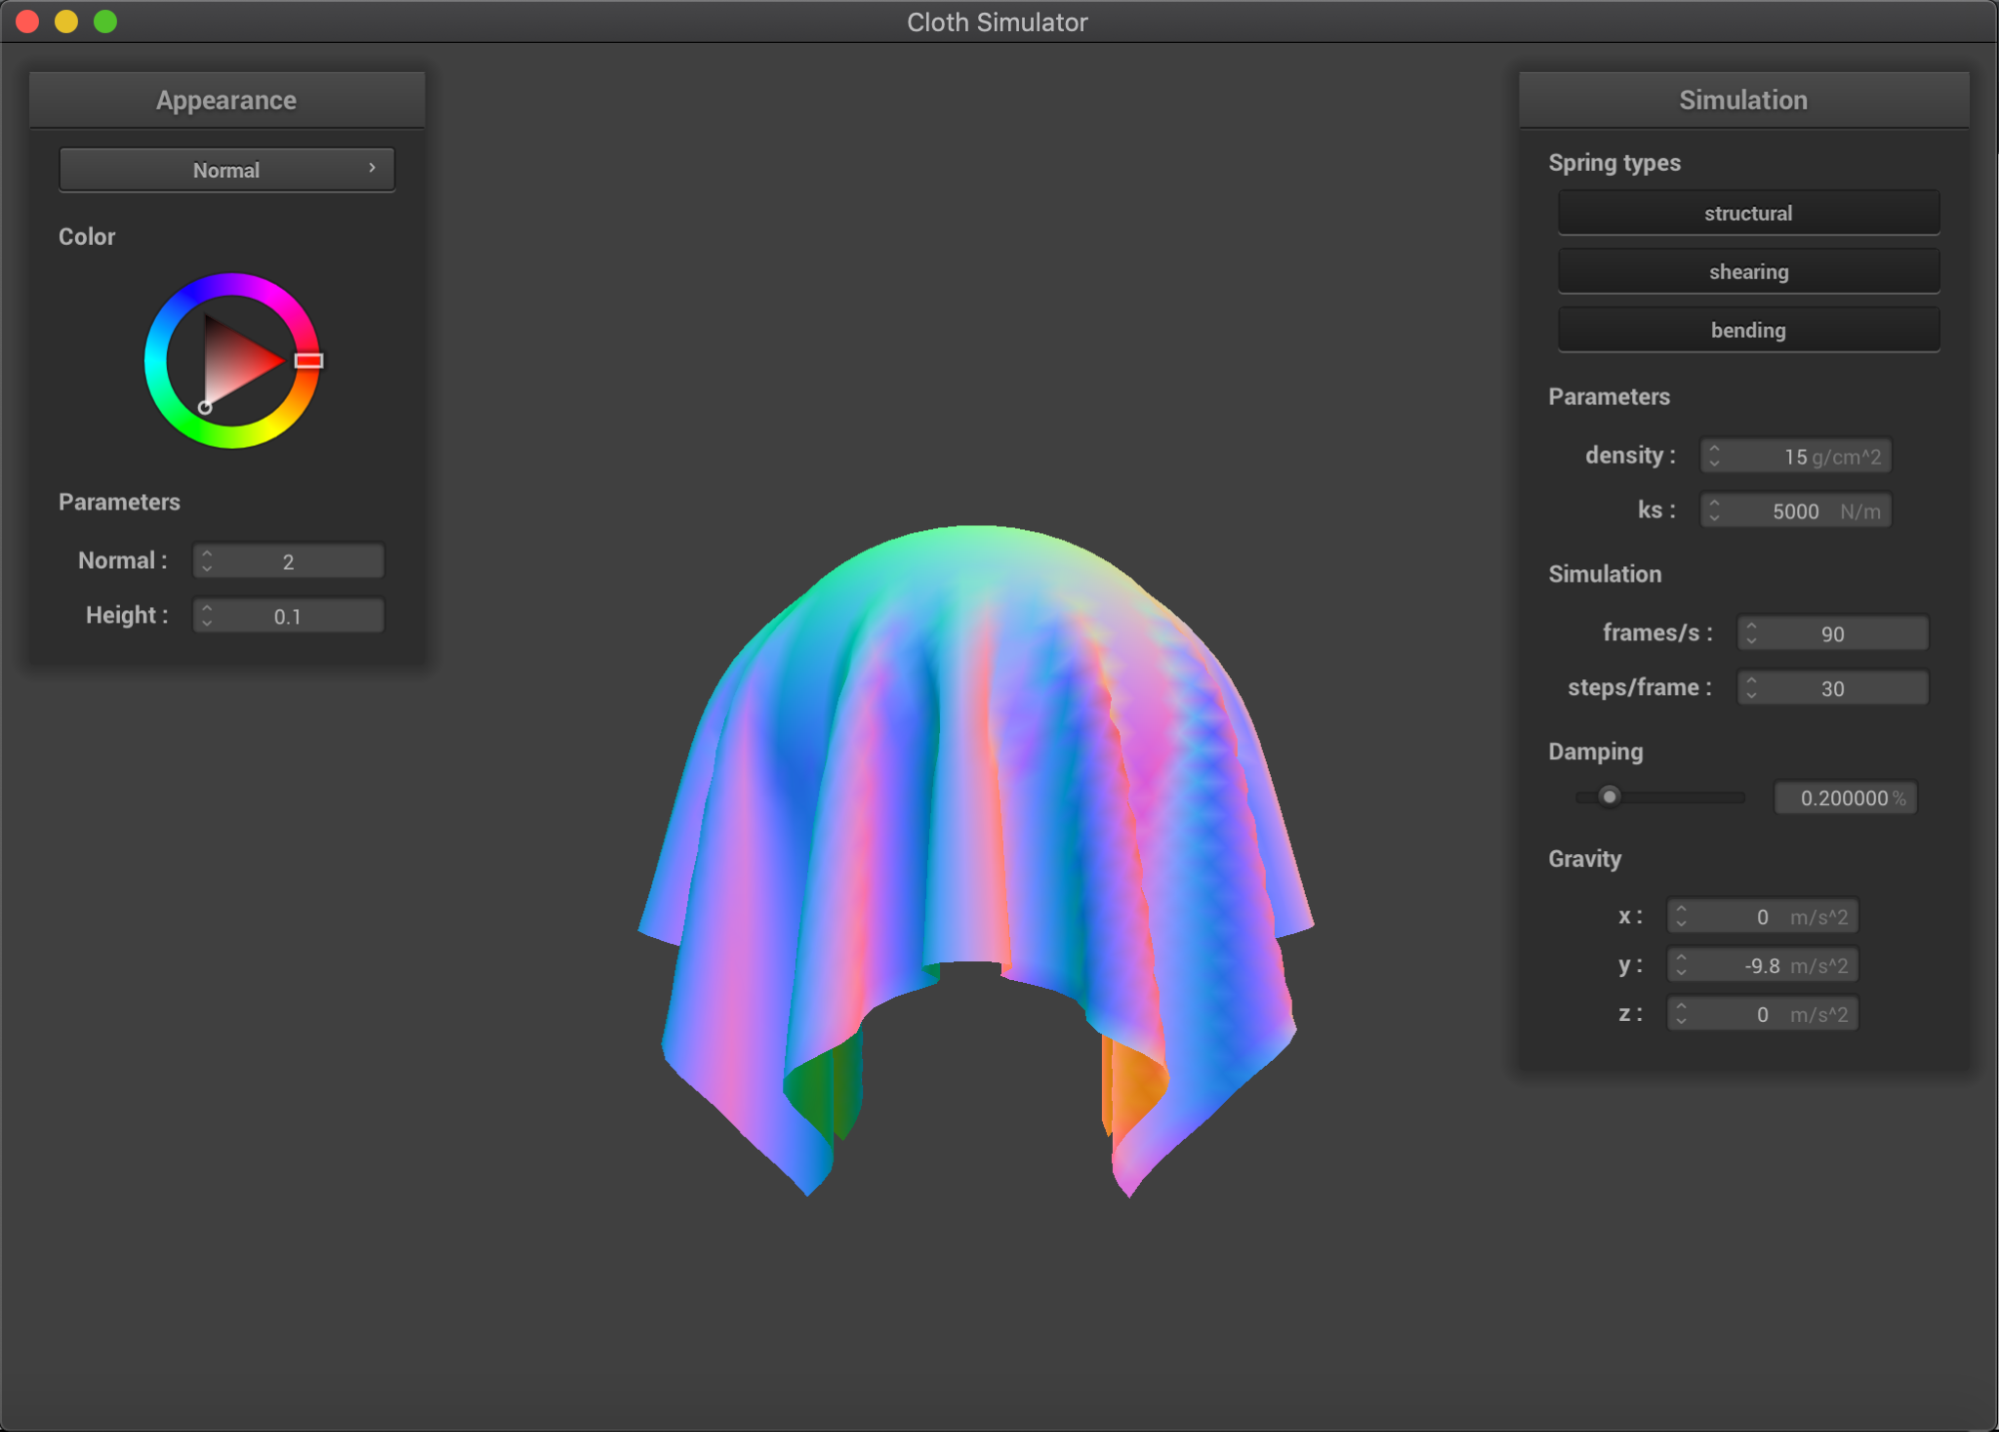 Cloth Simulator
Appearance
Normal
Color
Parameters
Normal : 2
Height : 0.1
Simulation
Spring types
structural
shearing
bending
Parameters
density : 15 g/cm^2
ks : 5000 N/m
Simulation
frames/s : 90
steps/frame : 30
Damping
0.200000 %
Gravity
x : 0 m/s^2
y : -9.8 m/s^2
z : 0 m/s^2